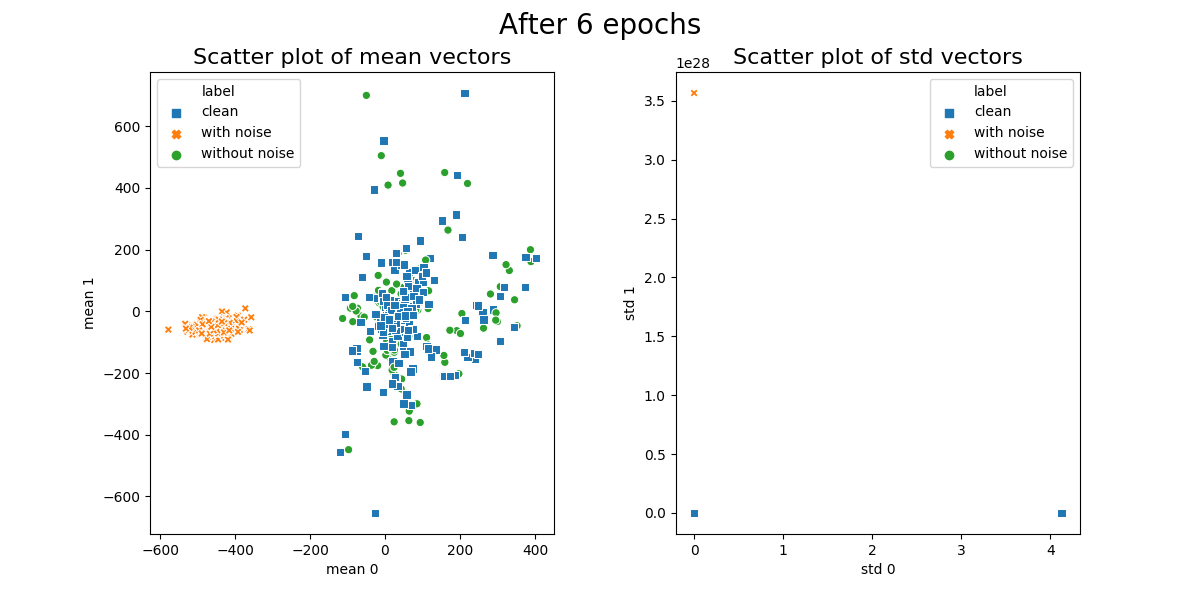 After 6 epochs
Scatter plot of mean vectors
label
clean
with noise
without noise
600
400
200
0
−200
−400
−600
mean 1
−600
−400
−200
0
200
400
mean 0
Scatter plot of std vectors
1e28
label
clean
with noise
without noise
3.5
3.0
2.5
2.0
1.5
1.0
0.5
0.0
std 1
0
1
2
3
4
std 0